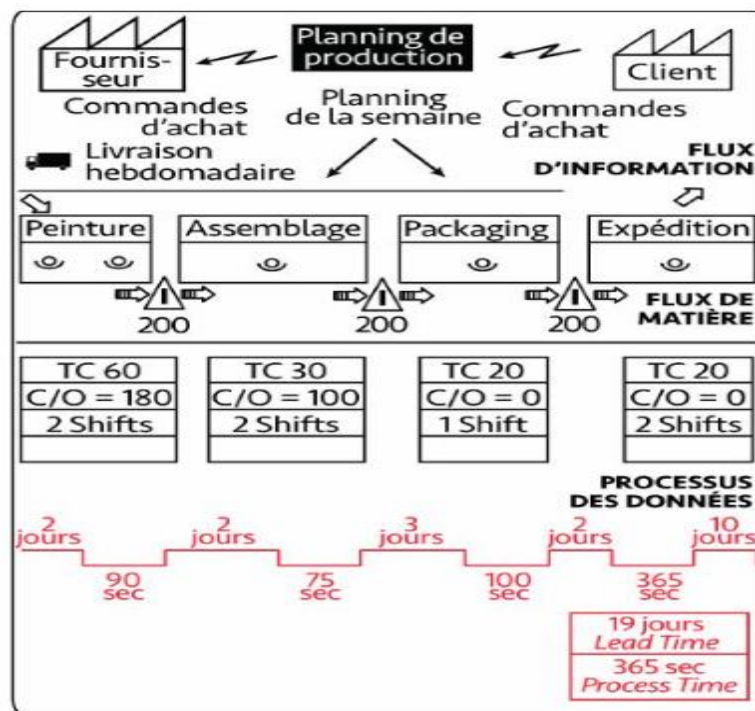 Fournis-
seur
Planning de
production
Client
Commandes
d'achat
Planning
de la semaine
Commandes
d'achat
Livraison
hebdomadaire
FLUX
D'INFORMATION
Peinture
Assemblage
Packaging
Expédition
200
200
200
FLUX DE
MATIÈRE
TC 60
C/O = 180
2 Shifts
TC 30
C/O = 100
2 Shifts
TC 20
C/O = 0
1 Shift
TC 20
C/O = 0
2 Shifts
PROCESSUS
DES DONNÉES
2
jours
2
jours
3
jours
2
jours
10
jours
90
sec
75
sec
100
sec
365
sec
19 jours
Lead Time
365 sec
Process Time